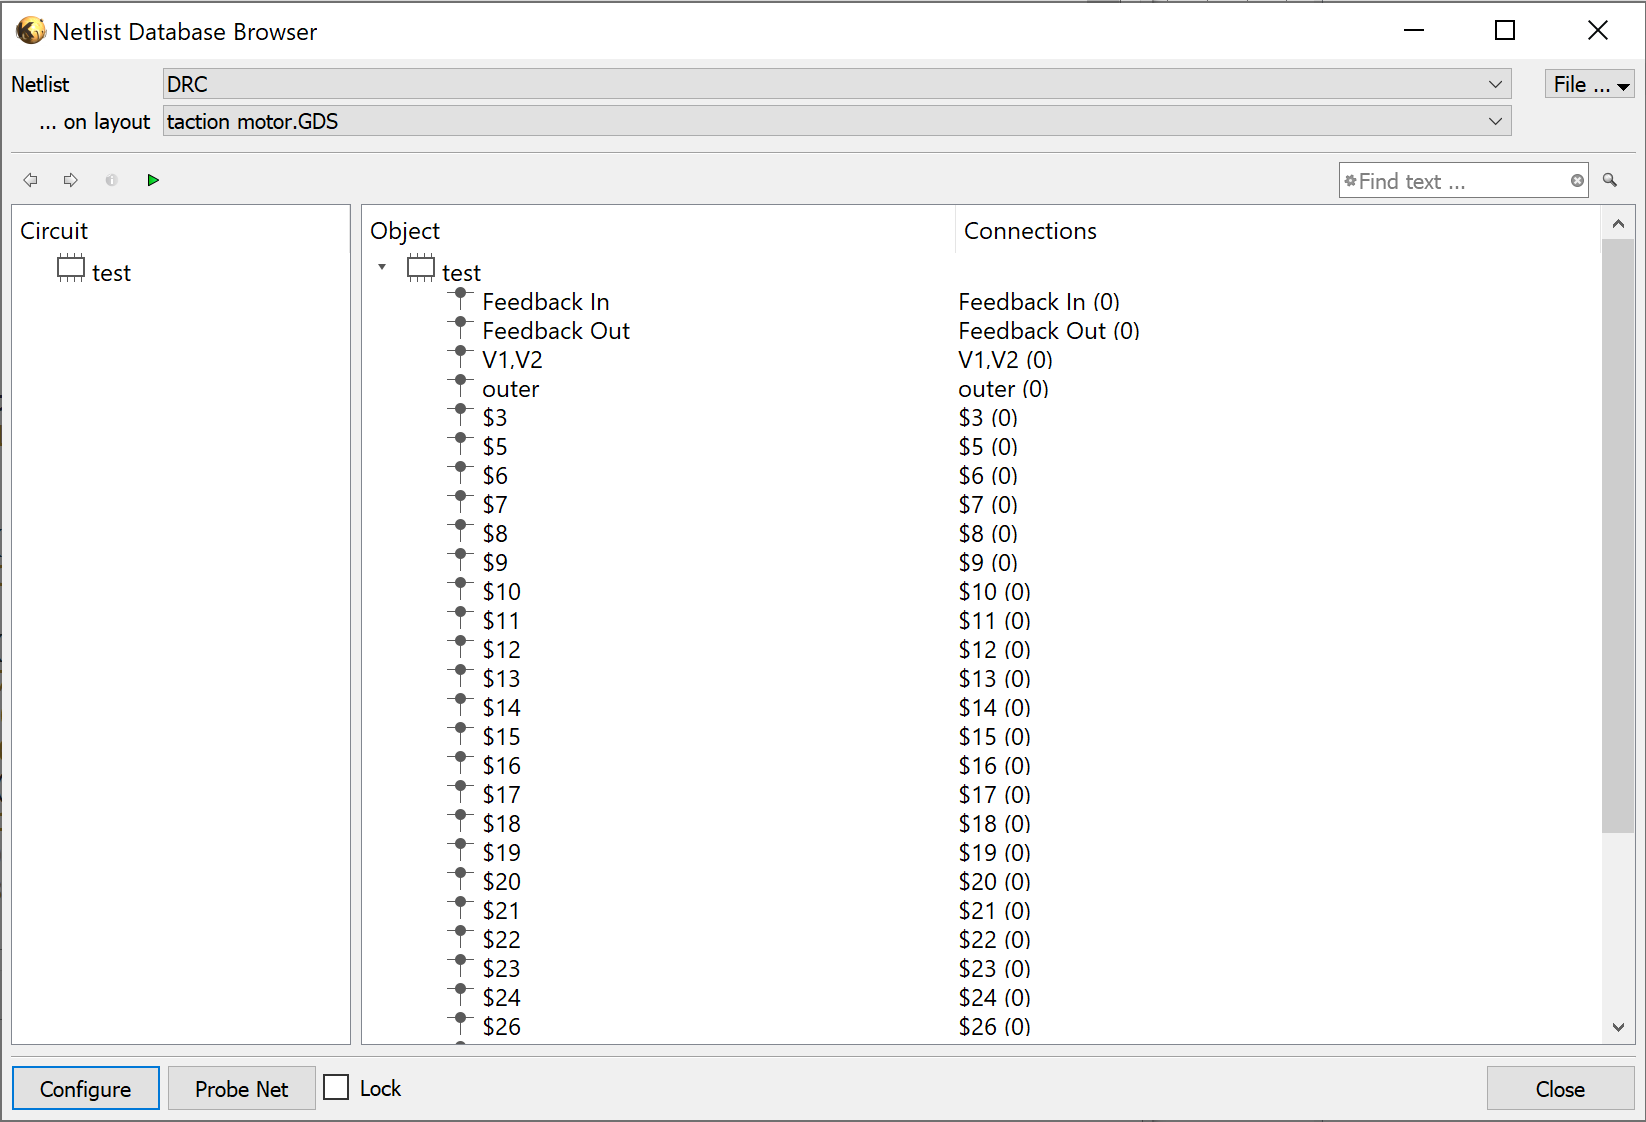 Netlist Database Browser
Netlist DRC File ...
... on layout taction motor.GDS
Find text ...
Circuit Object Connections
test test
Feedback In Feedback In (0)
Feedback Out Feedback Out (0)
V1,V2 V1,V2 (0)
outer outer (0)
$3 $3 (0)
$5 $5 (0)
$6 $6 (0)
$7 $7 (0)
$8 $8 (0)
$9 $9 (0)
$10 $10 (0)
$11 $11 (0)
$12 $12 (0)
$13 $13 (0)
$14 $14 (0)
$15 $15 (0)
$16 $16 (0)
$17 $17 (0)
$18 $18 (0)
$19 $19 (0)
$20 $20 (0)
$21 $21 (0)
$22 $22 (0)
$23 $23 (0)
$24 $24 (0)
$26 $26 (0)
Configure Probe Net Lock Close